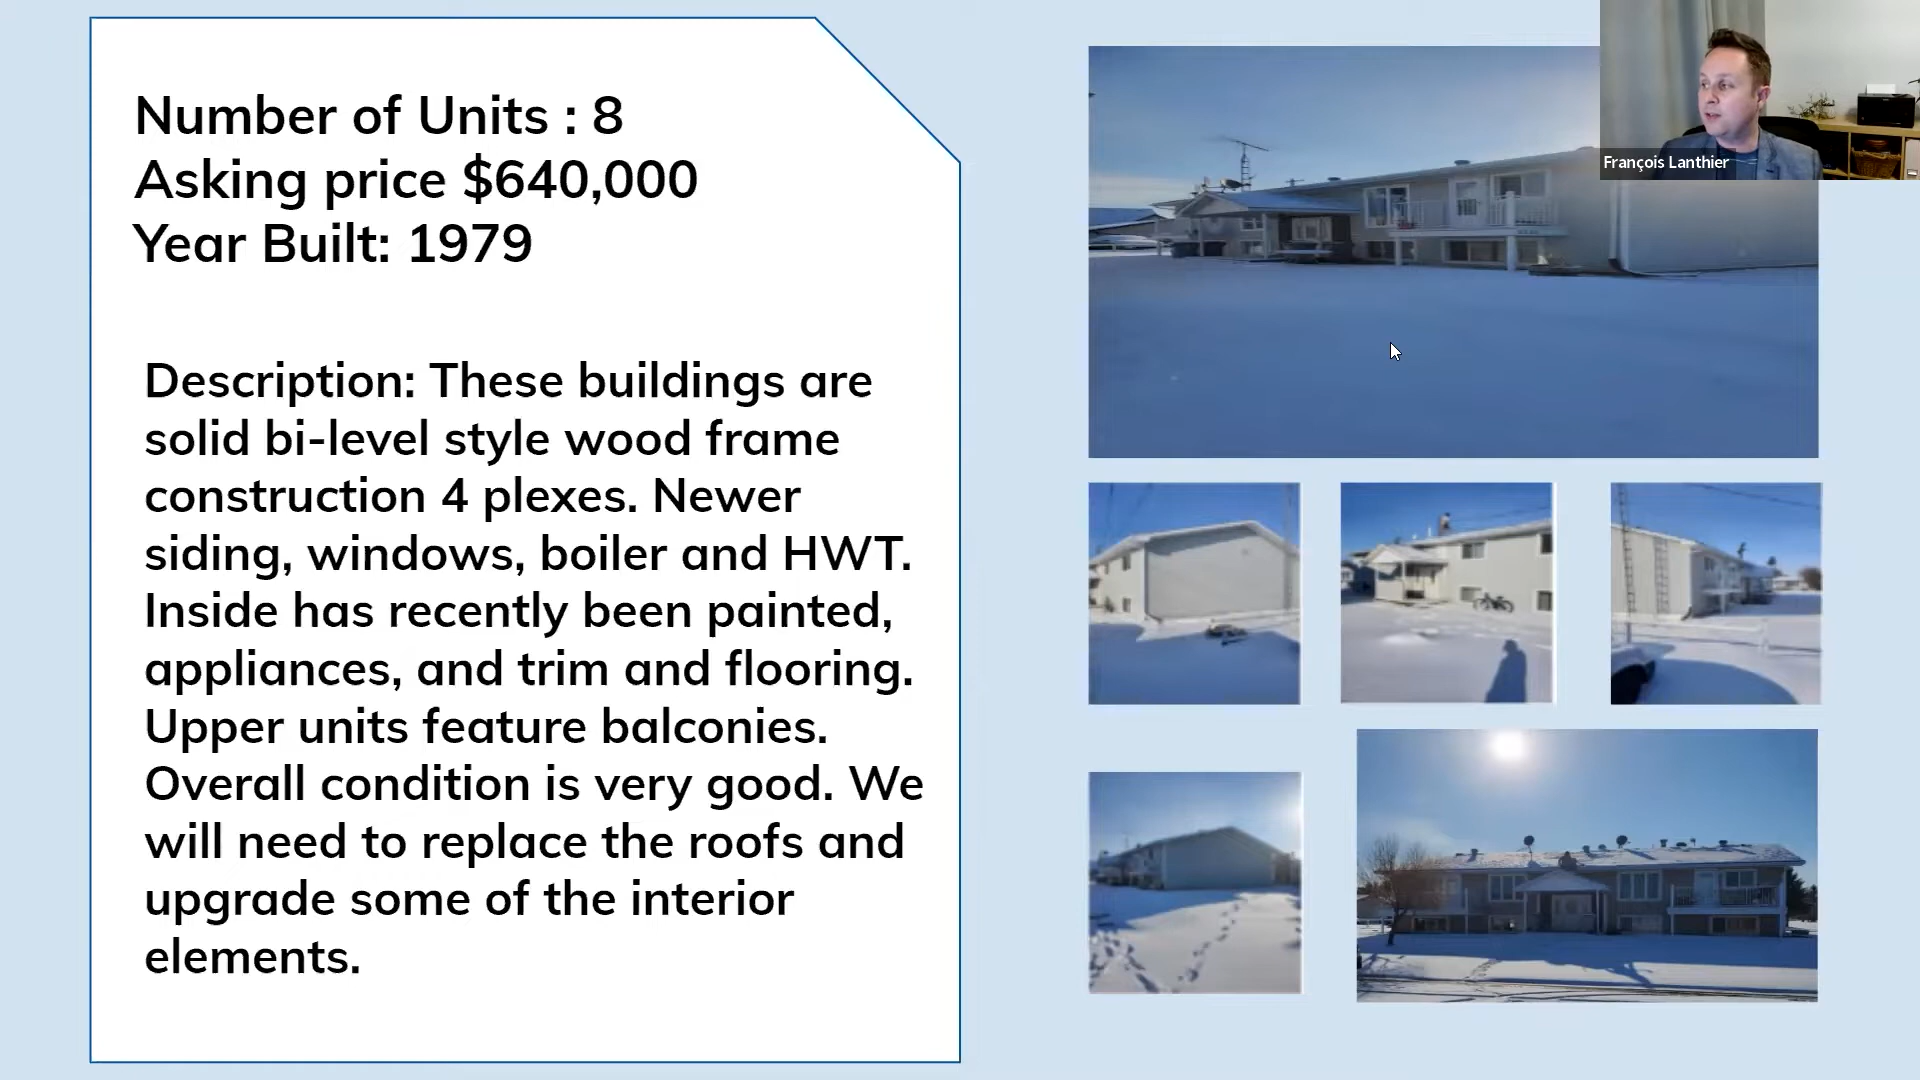 Number of Units : 8
Asking price $640,000
Year Built: 1979
Description: These buildings are
solid bi-level style wood frame
construction 4 plexes. Newer
siding, windows, boiler and HWT.
Inside has recently been painted,
appliances, and trim and flooring.
Upper units feature balconies.
Overall condition is very good. We
will need to replace the roofs and
upgrade some of the interior
elements.
François Lanthier